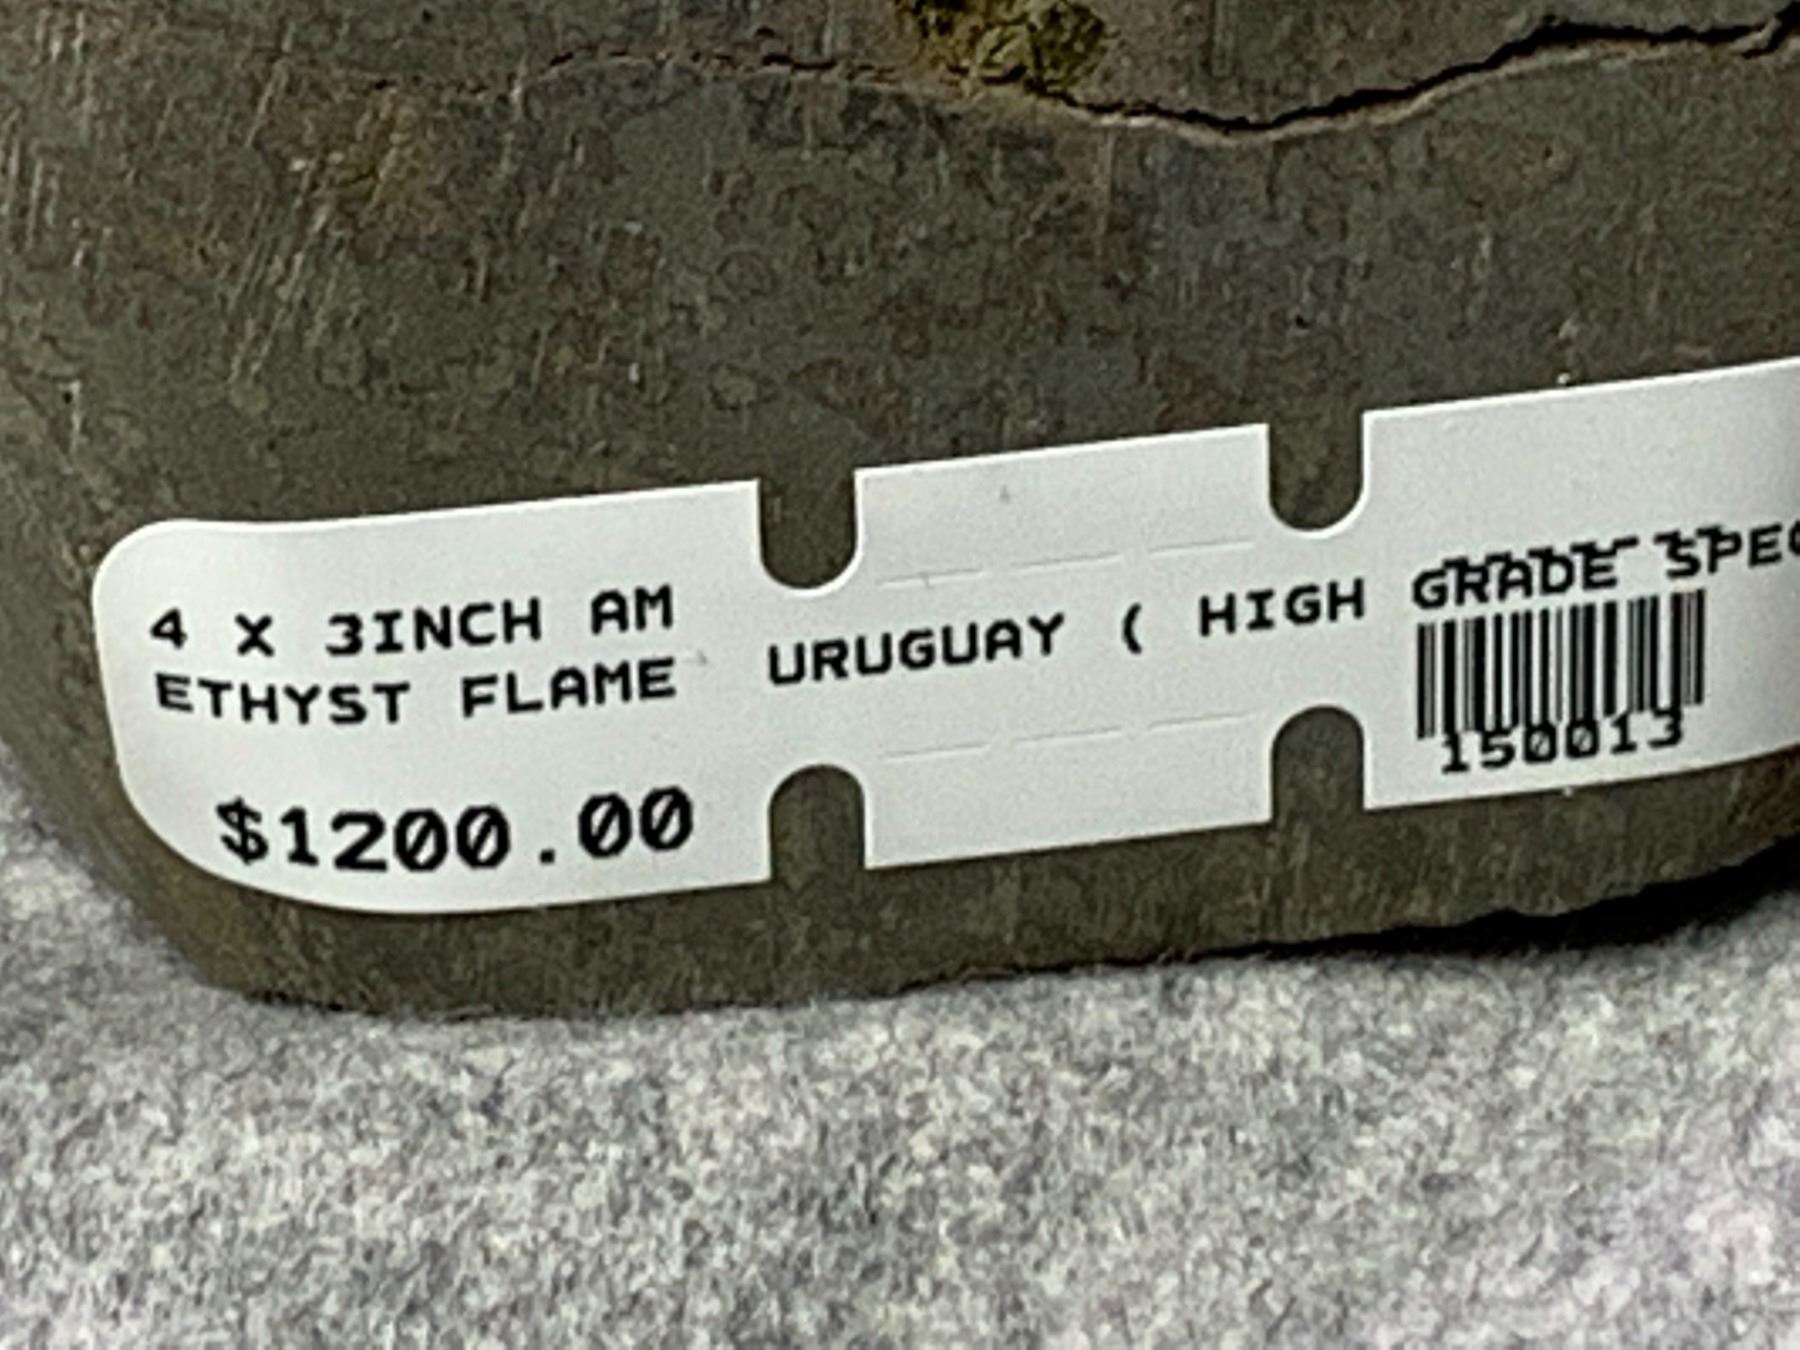 4 X 3INCH AM
ETHYST FLAME URUGUAY ( HIGH GRADE SPEC
$1200.00
150013